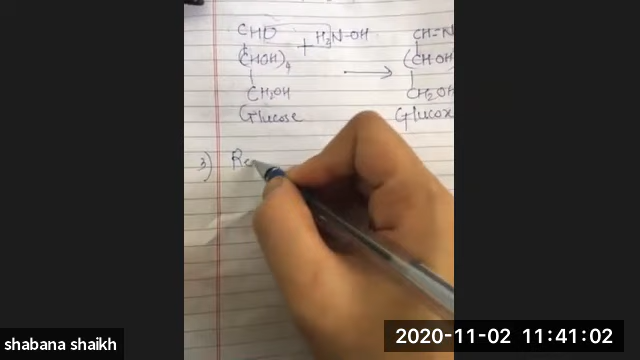 CHO + H₂N-OH → CH=N
(CHOH)₄ (CHOH
CH₂OH CH₂OH
Glucose Glucox
3) Re
shabana shaikh
2020-11-02 11:41:02